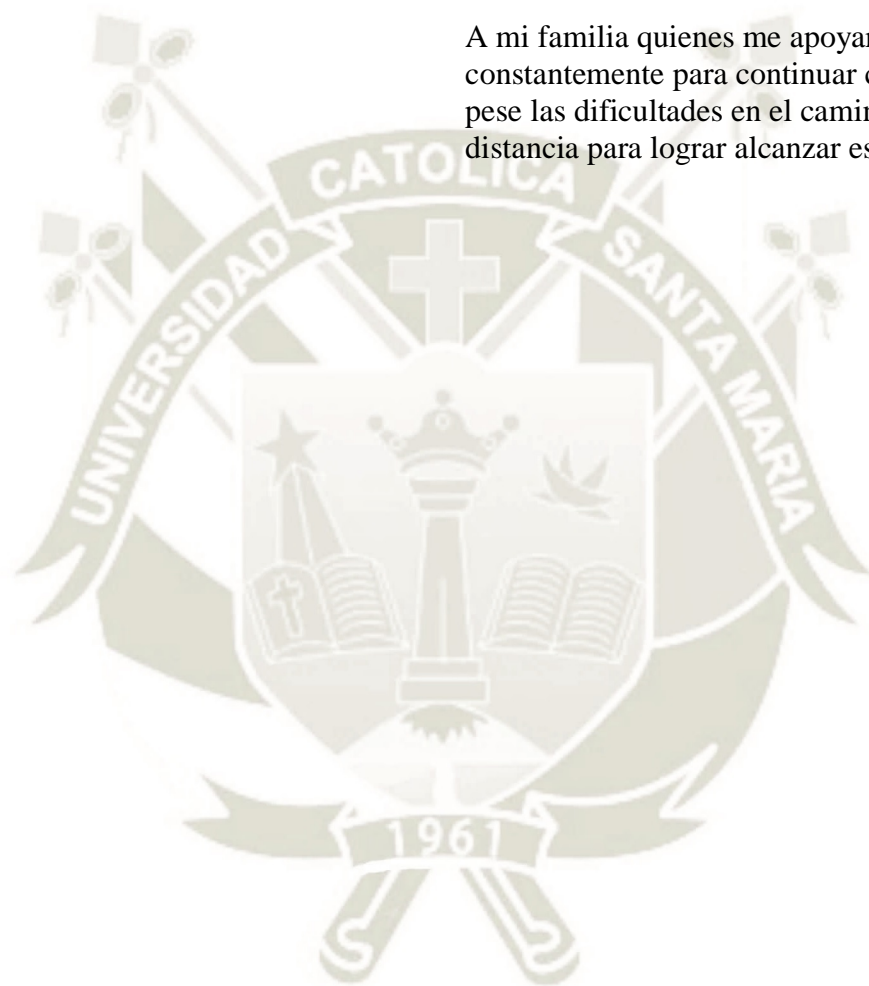 A mi familia quienes me apoyar
constantemente para continuar
pese las dificultades en el camin
distancia para lograr alcanzar es
UNIVERSIDAD CATOLICA SANTA MARIA
1961